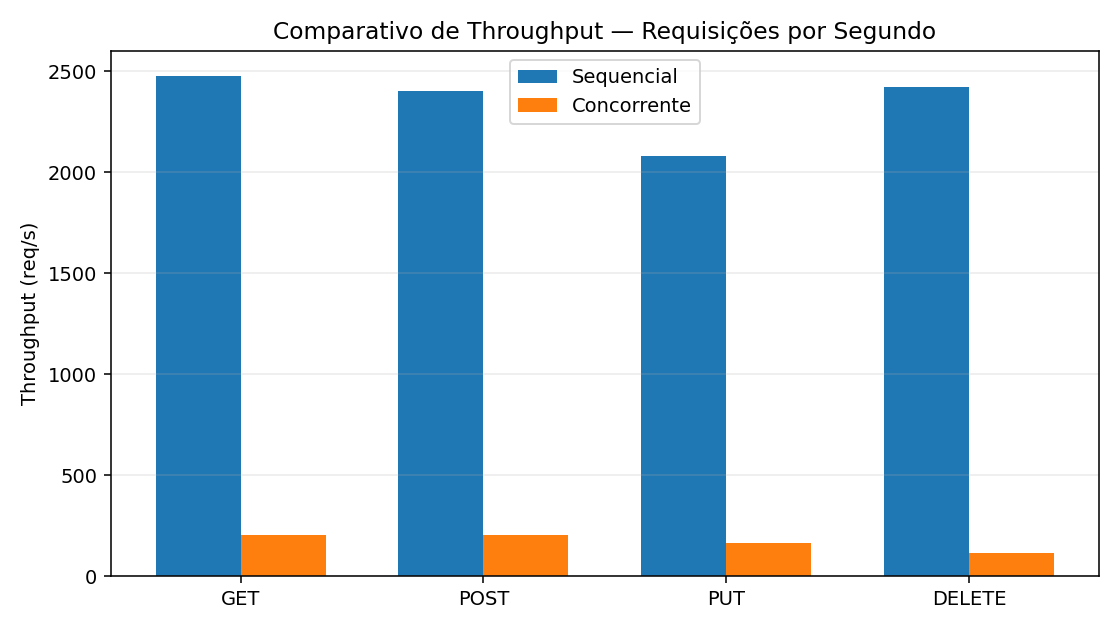 Comparativo de Throughput — Requisições por Segundo
Sequencial
Concorrente
Throughput (req/s)
2500
2000
1500
1000
500
0
GET
POST
PUT
DELETE